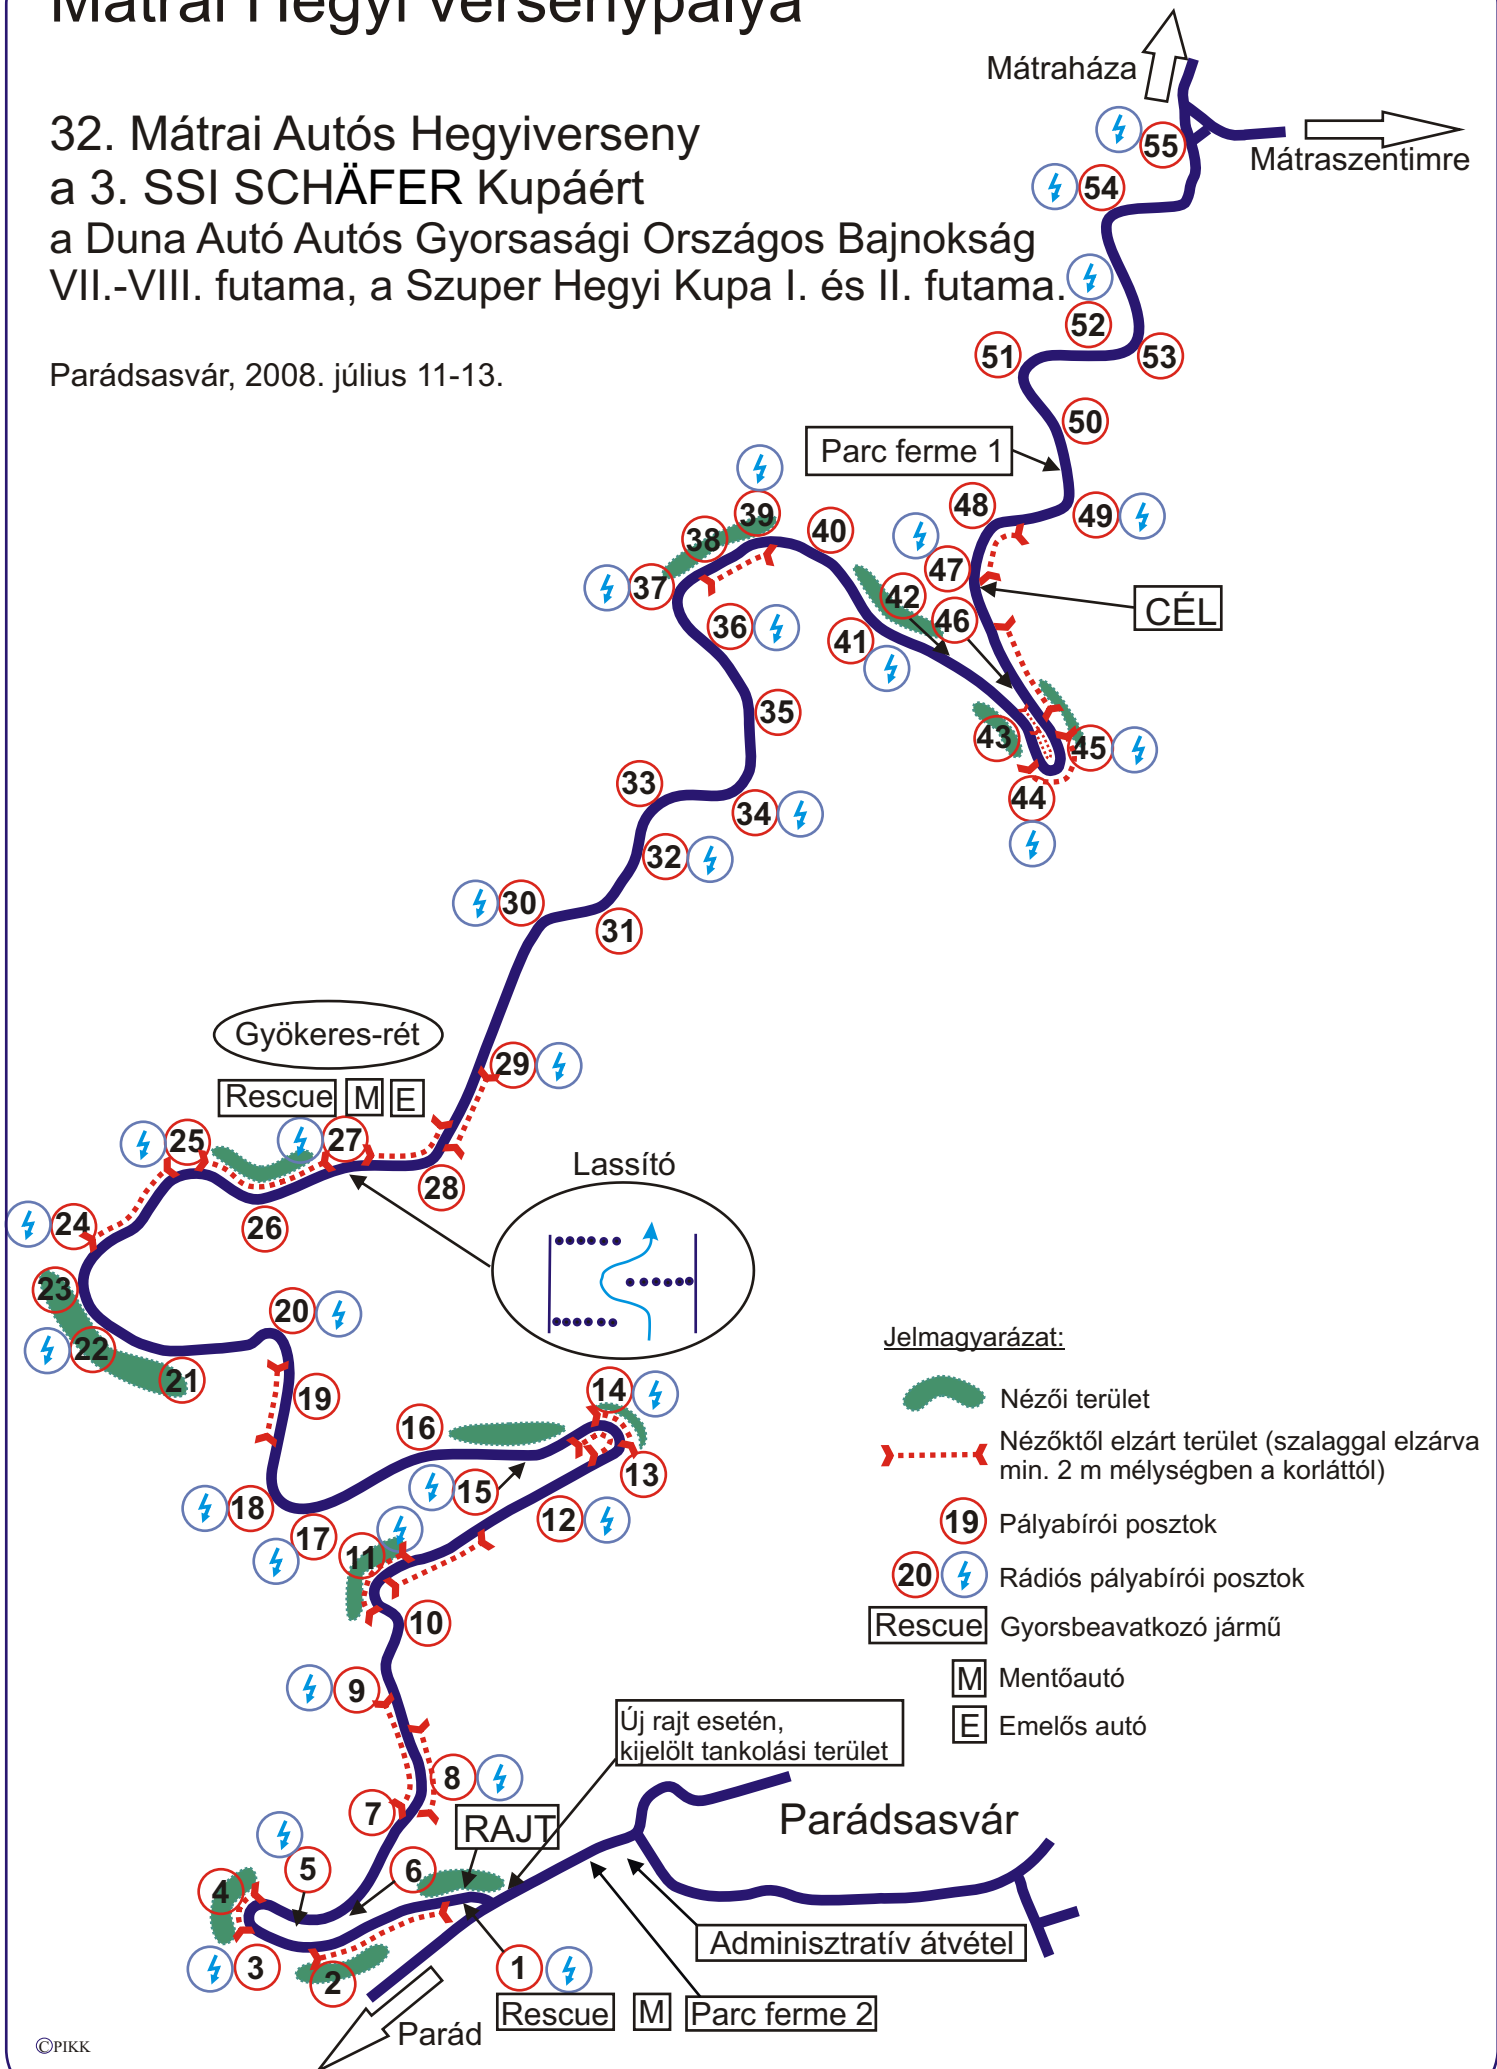 Mátrai Hegyi versenypálya
32. Mátrai Autós Hegyiverseny
a 3. SSI SCHÄFER Kupáért
a Duna Autó Autós Gyorsasági Országos Bajnokság
VII.-VIII. futama, a Szuper Hegyi Kupa I. és II. futama.
Parádsasvár, 2008. július 11-13.
Mátraháza
Mátraszentimre
55
54
52
53
51
50
Parc ferme 1
48
49
39
38
40
47
37
42
46
CÉL
36
41
35
43
45
33
44
34
32
30
31
Gyökeres-rét
29
Rescue M E
25
27
28
Lassító
24
26
23
20
22
21
19
14
16
13
15
18
12
17
11
10
9
Jelmagyarázat:
Nézői terület
Nézőktől elzárt terület (szalaggal elzárva
min. 2 m mélységben a korláttól)
19 Pályabírói posztok
20 Rádiós pályabírói posztok
Rescue Gyorsbeavatkozó jármű
M Mentőautó
E Emelős autó
Új rajt esetén,
kijelölt tankolási terület
8
7
RAJT
Parádsasvár
5
6
4
Adminisztratív átvétel
3
2
1
Rescue M Parc ferme 2
Parád
©PIKK